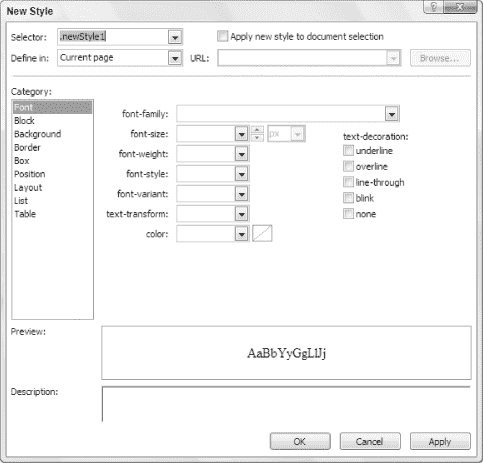 New Style
Selector: .newStyle1 Apply new style to document selection
Define in: Current page URL: Browse...
Category:
Font
Block
Background
Border
Box
Position
Layout
List
Table
font-family:
font-size: px
font-weight:
font-style:
font-variant:
text-transform:
color:
text-decoration:
underline
overline
line-through
blink
none
Preview:
AaBbYyGgLlJj
Description:
OK Cancel Apply